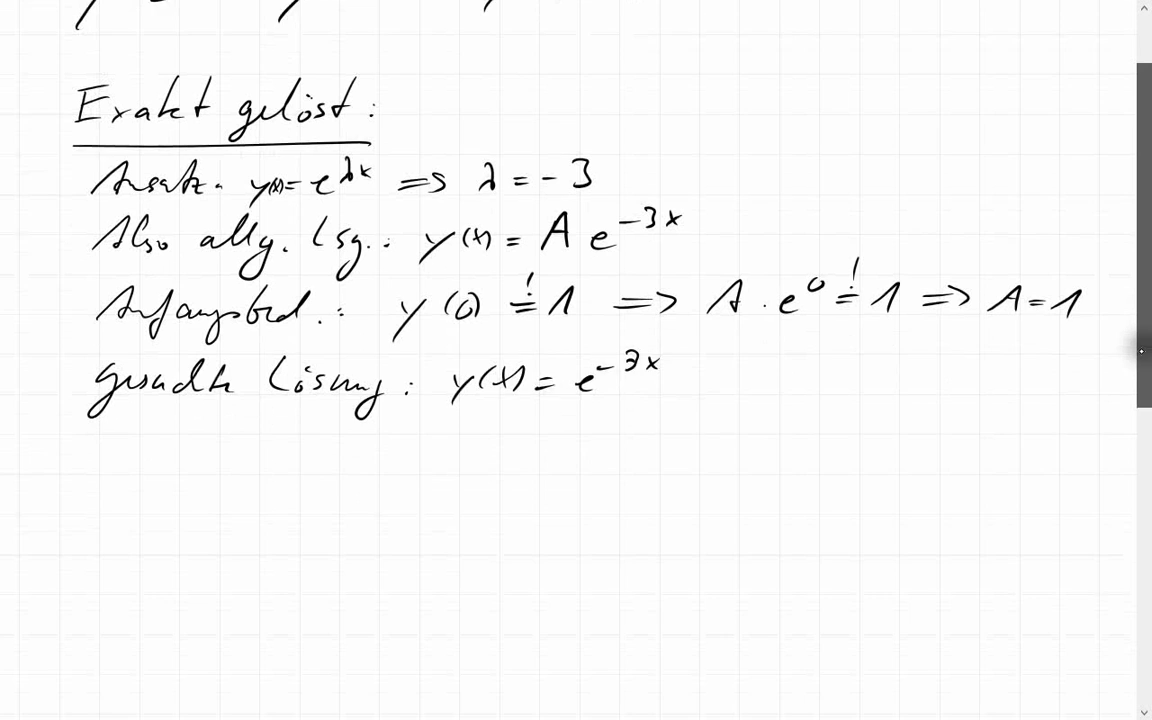 Exakt gelöst:
Ansatz: y(x)= e^λx => λ = -3
Also allg. Lsg.: y(x) = A e^-3x
Anfangsbed.: y(0) =! 1 => A · e^0 =! 1 => A = 1
gesuchte Lösung: y(x) = e^-3x